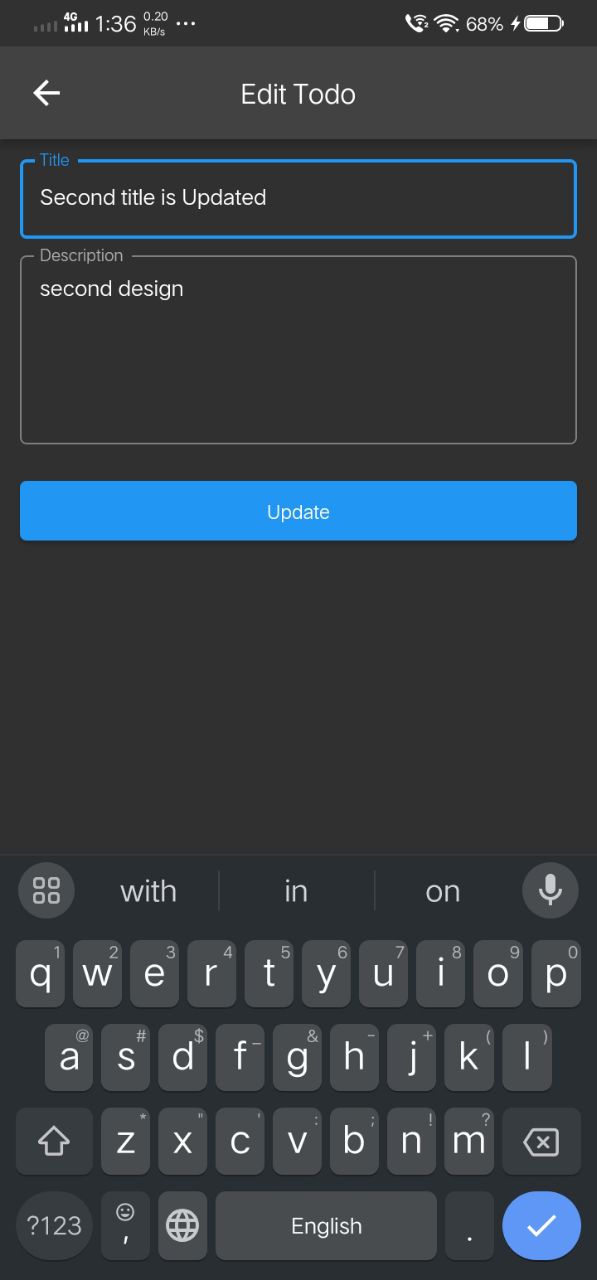 4G 1:36 0.20 KB/s ... 2 68%
Edit Todo
Title
Second title is Updated
Description
second design
Update
with in on
1 2 3 4 5 6 7 8 9 0
q w e r t y u i o p
@ # $ _ & - + ( )
a s d f g h j k l
* " ' : ; ! ?
z x c v b n m
?123 , English .